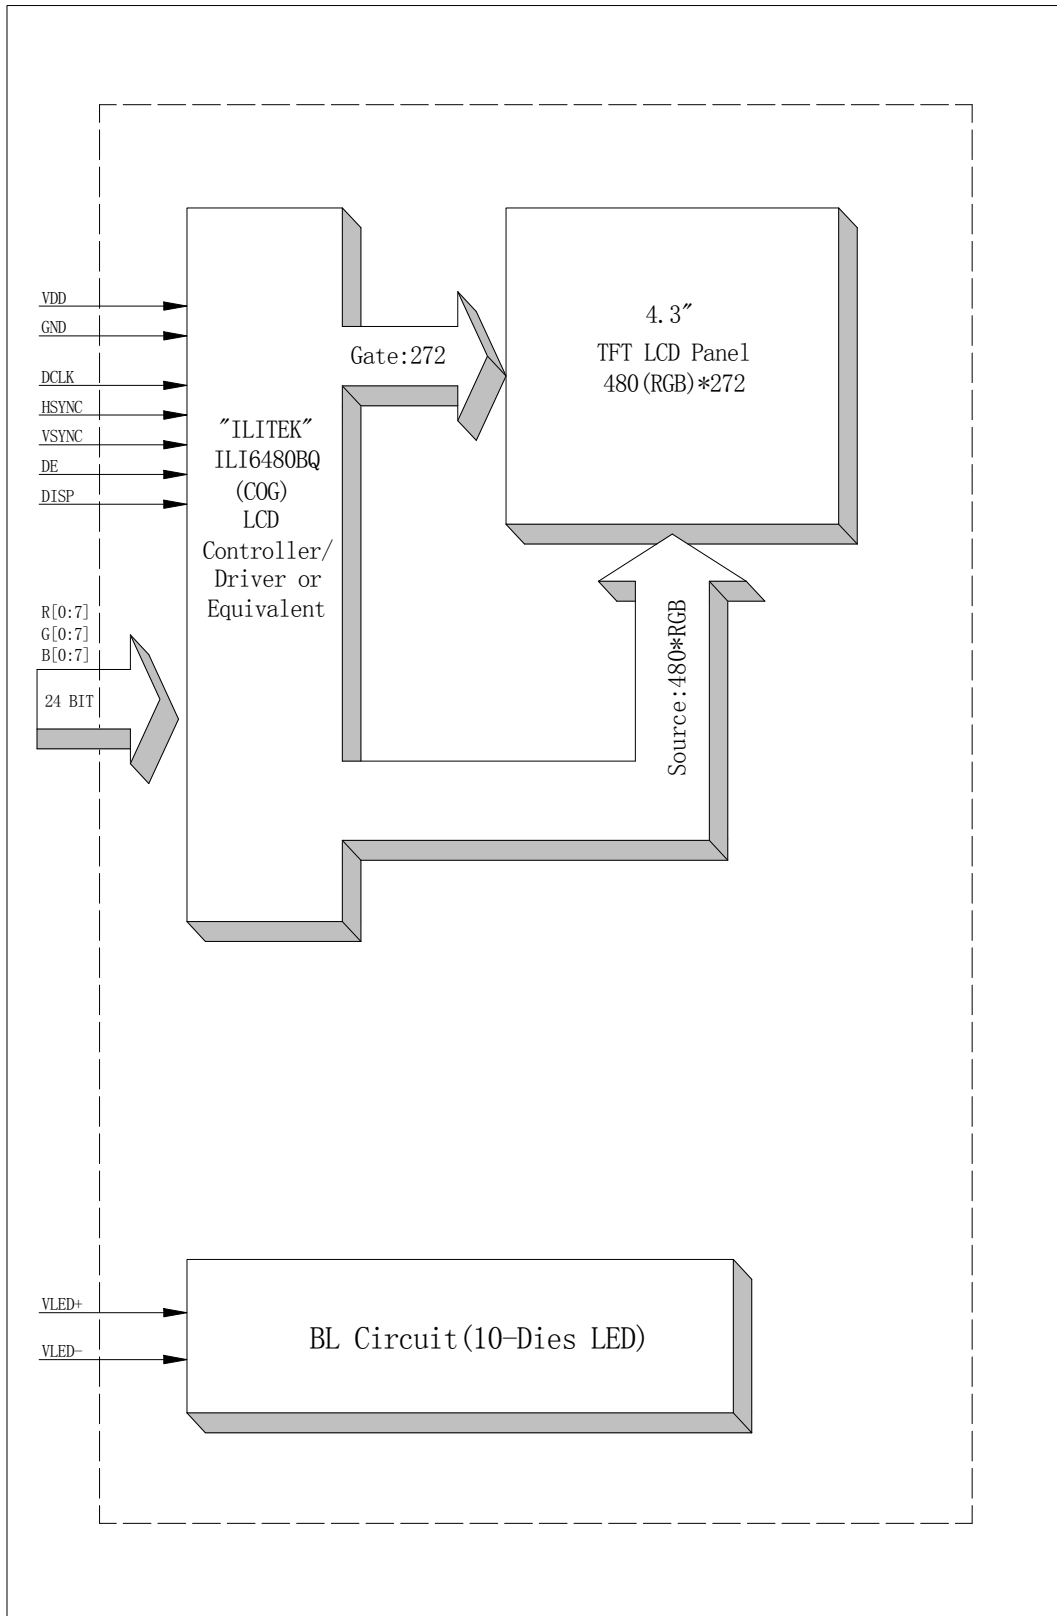 VDD
GND
DCLK
HSYNC
VSYNC
DE
DISP
R[0:7]
G[0:7]
B[0:7]
24 BIT
"ILITEK"
ILI6480BQ
(COG)
LCD
Controller/
Driver or
Equivalent
Gate:272
4.3"
TFT LCD Panel
480(RGB)*272
Source:480*RGB
VLED+
VLED-
BL Circuit(10-Dies LED)